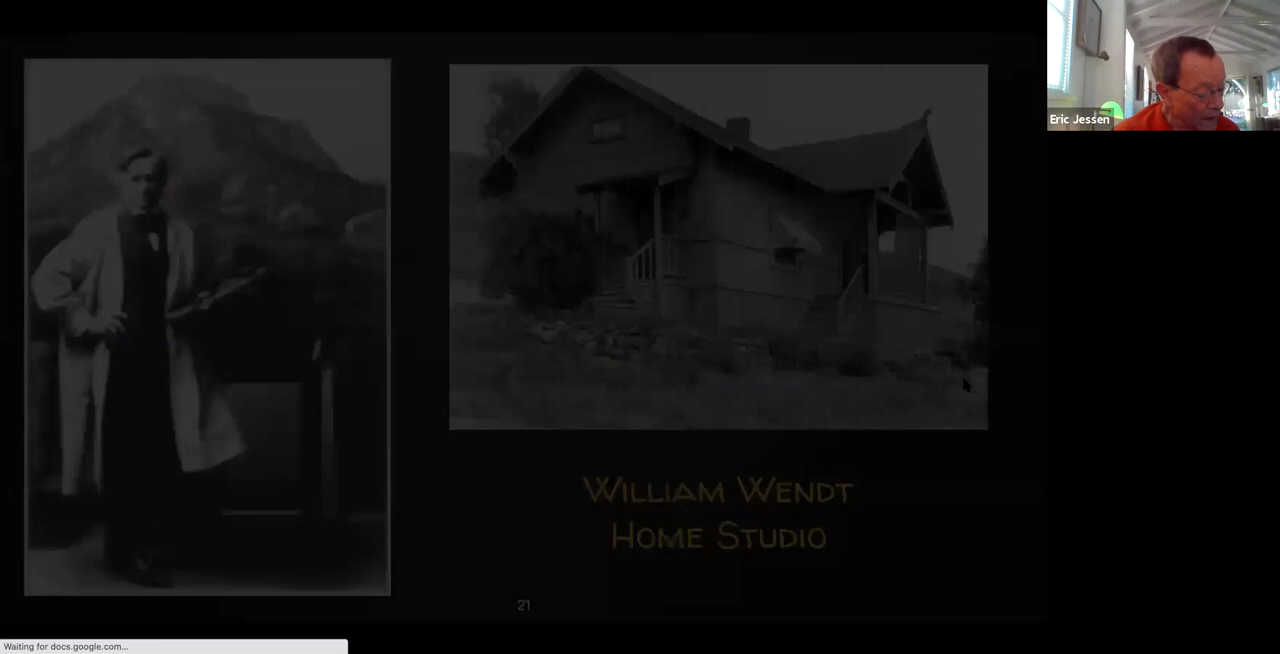 Eric Jessen
WILLIAM WENDT
HOME STUDIO
21
Waiting for docs.google.com...